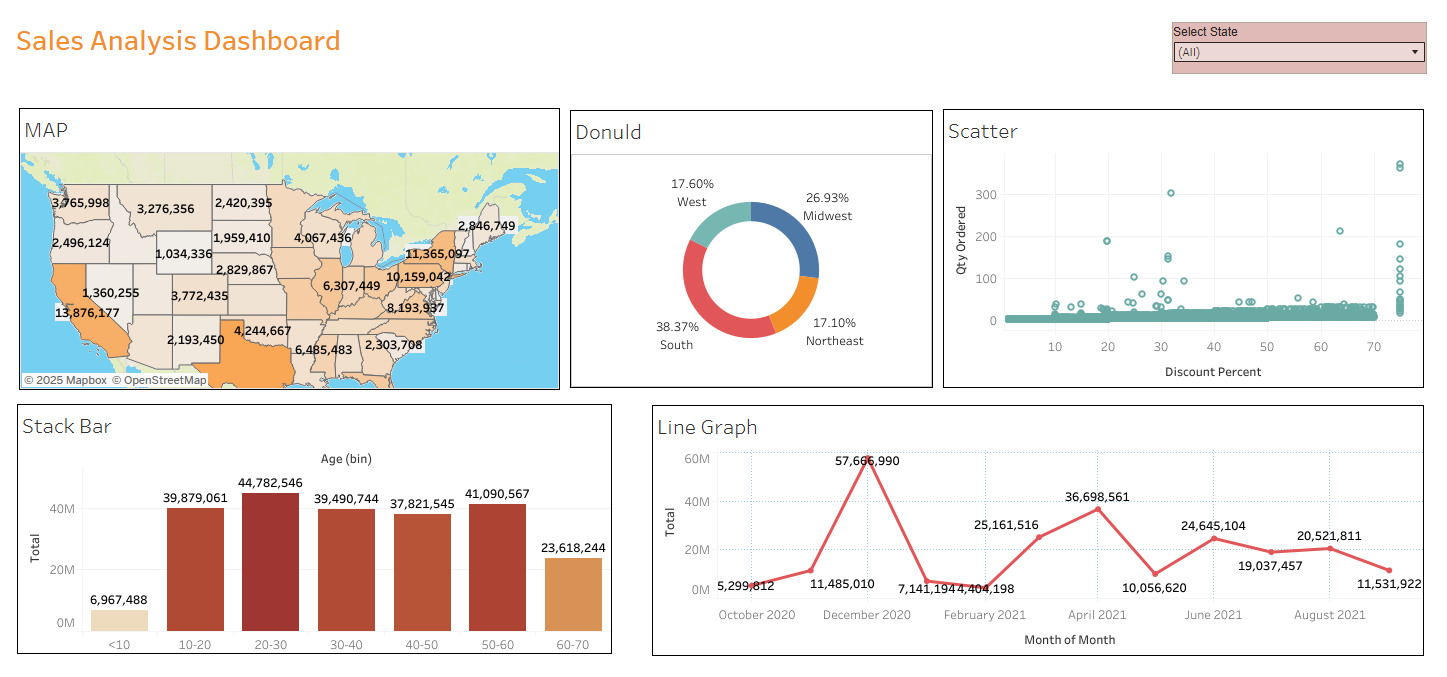 Sales Analysis Dashboard
Select State
(All)
MAP
3,765,998
3,276,356
2,420,395
2,846,749
2,496,124
1,959,410
4,067,436
1,034,336
11,365,097
2,829,867
10,159,042
1,360,255
3,772,435
6,307,449
13,876,177
8,193,937
2,193,450
4,244,667
6,485,483
2,303,708
© 2025 Mapbox © OpenStreetMap
Donuld
17.60%
West
26.93%
Midwest
38.37%
South
17.10%
Northeast
Scatter
Qty Ordered
300
200
100
0
10 20 30 40 50 60 70
Discount Percent
Stack Bar
Age (bin)
Total
40M
20M
0M
6,967,488
39,879,061
44,782,546
39,490,744
37,821,545
41,090,567
23,618,244
<10 10-20 20-30 30-40 40-50 50-60 60-70
Line Graph
Total
60M
40M
20M
0M
5,299,812
11,485,010
57,666,990
7,141,194
4,404,198
25,161,516
36,698,561
10,056,620
24,645,104
19,037,457
20,521,811
11,531,922
October 2020 December 2020 February 2021 April 2021 June 2021 August 2021
Month of Month